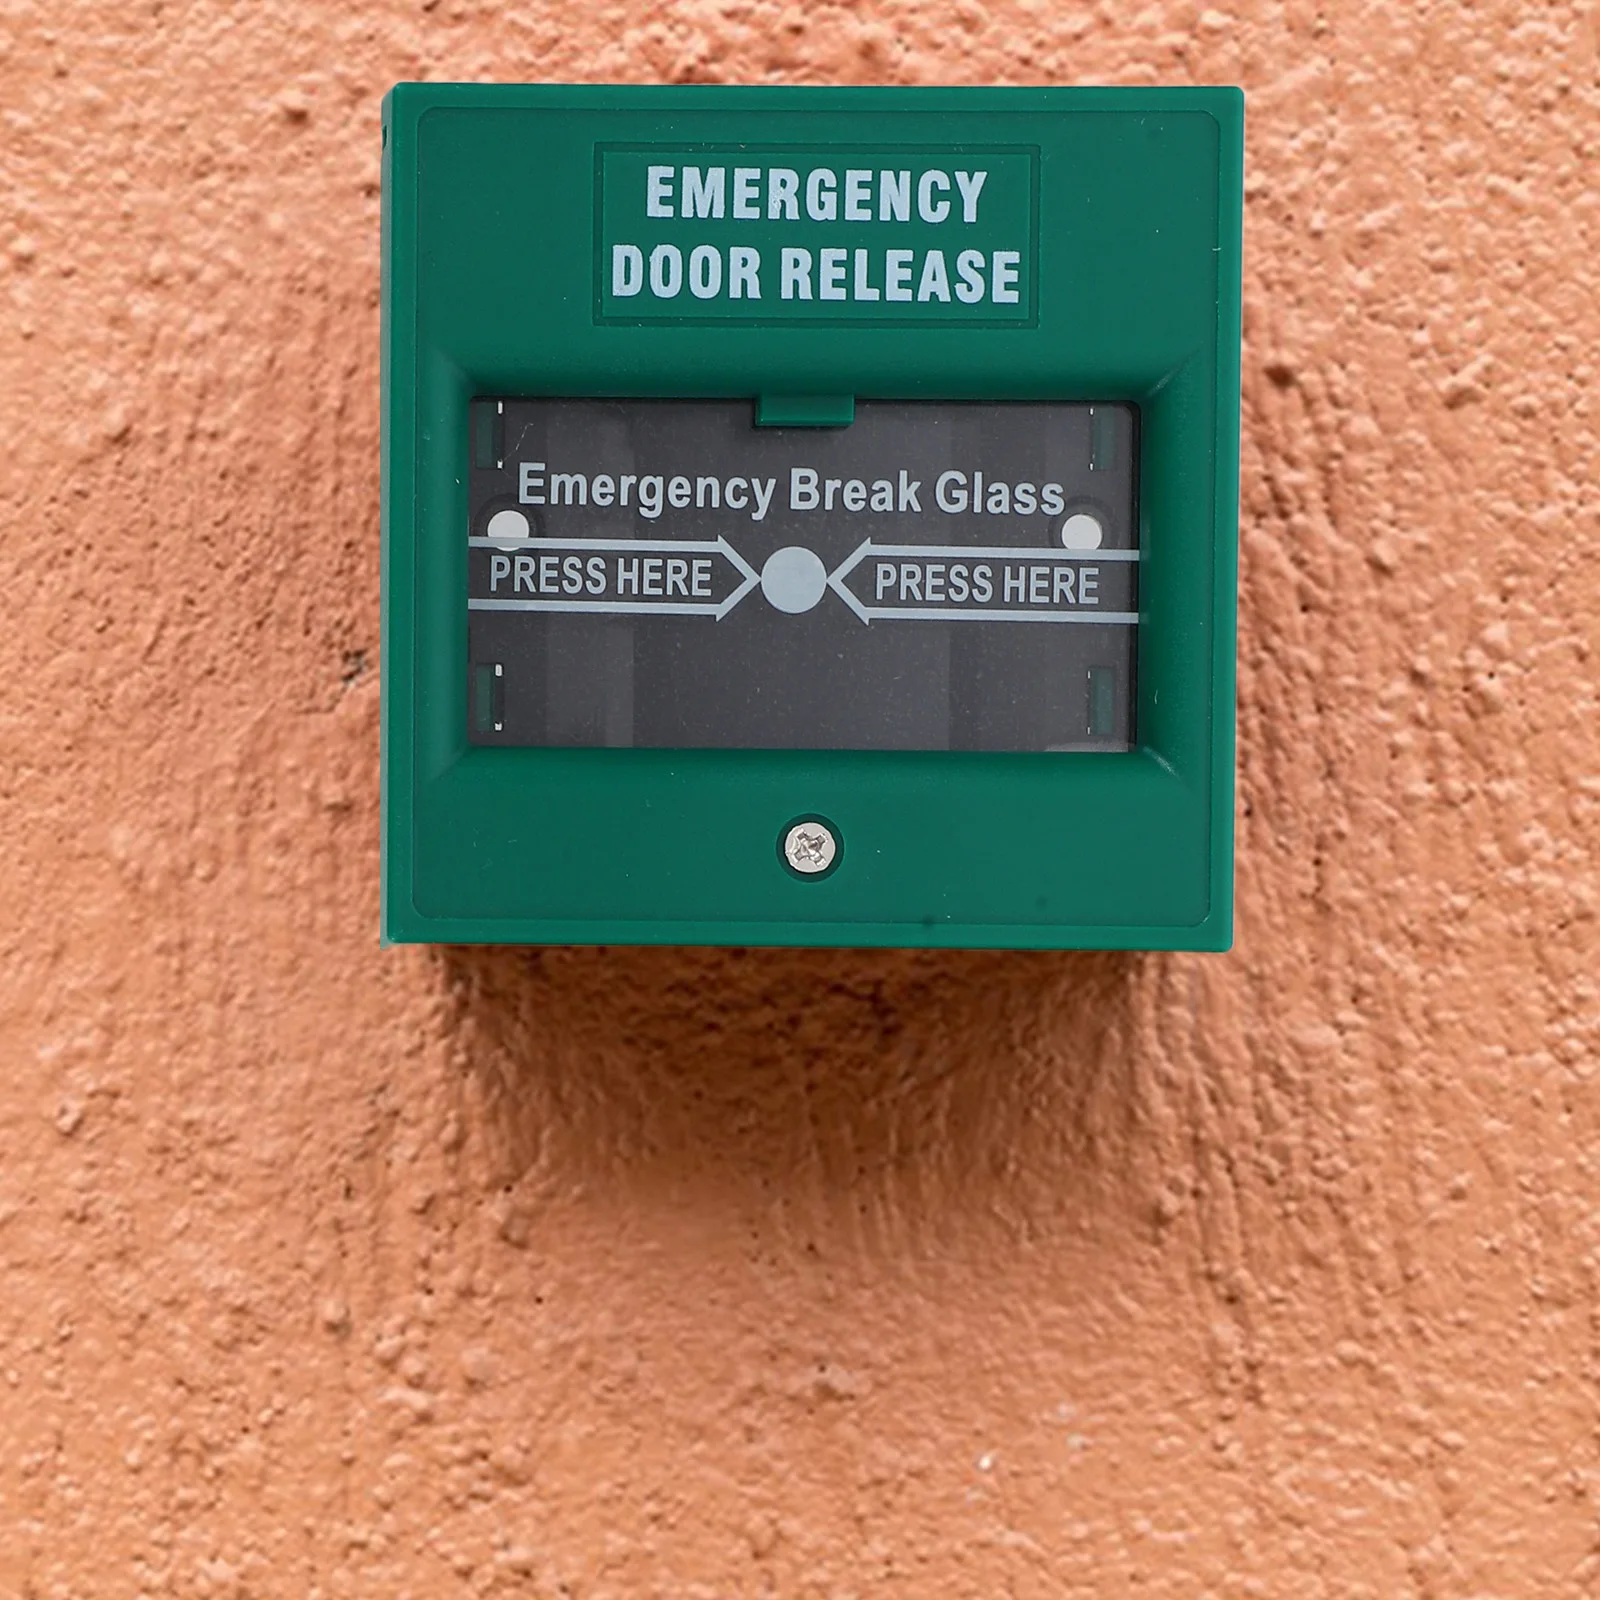 EMERGENCY
DOOR RELEASE
Emergency Break Glass
PRESS HERE PRESS HERE